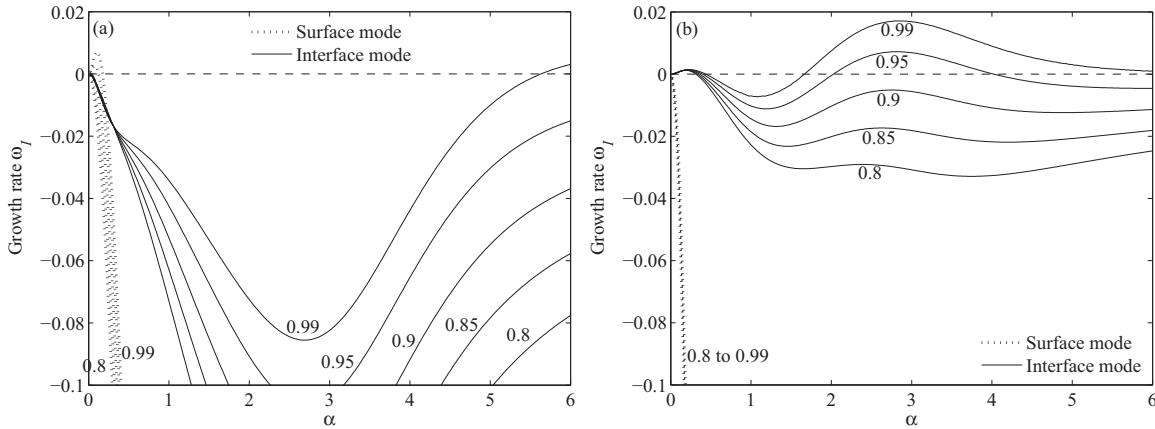 0.02
(a)
Surface mode
Interface mode
0
−0.02
−0.04
−0.06
−0.08
−0.1
Growth rate ω_I
0.99
0.8
0.99
0.95
0.9
0.85
0.8
0 1 2 3 4 5 6
α
0.02
(b)
0.99
0.95
0.9
0.85
0.8
0
−0.02
−0.04
−0.06
−0.08
−0.1
Growth rate ω_I
0.8 to 0.99
Surface mode
Interface mode
0 1 2 3 4 5 6
α